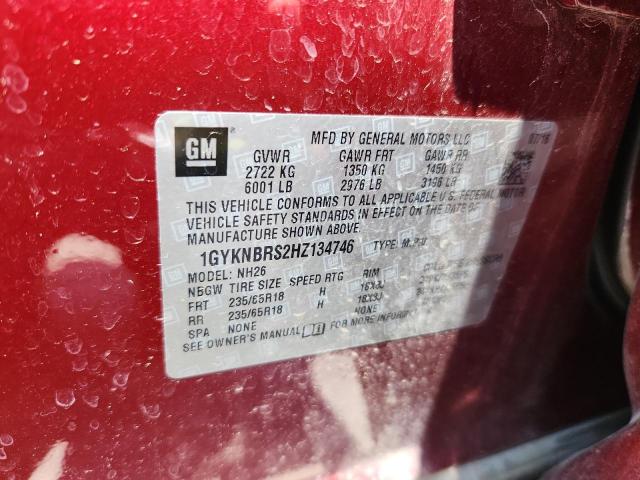 GM
MFD BY GENERAL MOTORS LLC
GVWR GAWR FRT GAWR RR
2722 KG 1350 KG 1450 KG
6001 LB 2976 LB 3196 LB
THIS VEHICLE CONFORMS TO ALL APPLICABLE U.S. FEDERAL MOTOR
VEHICLE SAFETY STANDARDS IN EFFECT ON THE DATE OF
MANUFACTURE SHOWN ABOVE.
1GYKNBRS2HZ134746 TYPE:
MODEL: NH26
NBGW TIRE SIZE SPEED RTG RIM
FRT 235/65R18 H 18X8J
RR 235/65R18 H 18X8J
SPA NONE NONE
SEE OWNER'S MANUAL FOR MORE INFORMATION